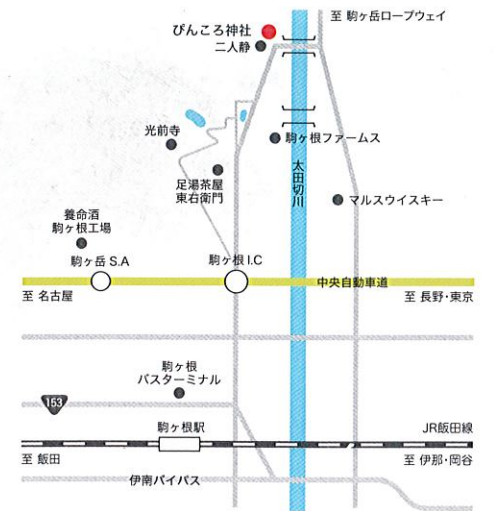 至 駒ヶ岳ロープウェイ
ぴんころ神社
二人静
光前寺
駒ヶ根ファームス
足湯茶屋
東右衛門
太田切川
マルスウイスキー
養命酒
駒ヶ根工場
駒ヶ岳 S.A
駒ヶ根 I.C
中央自動車道
至 名古屋
至 長野・東京
駒ヶ根
バスターミナル
153
駒ヶ根駅
JR飯田線
至 飯田
至 伊那・岡谷
伊南バイパス